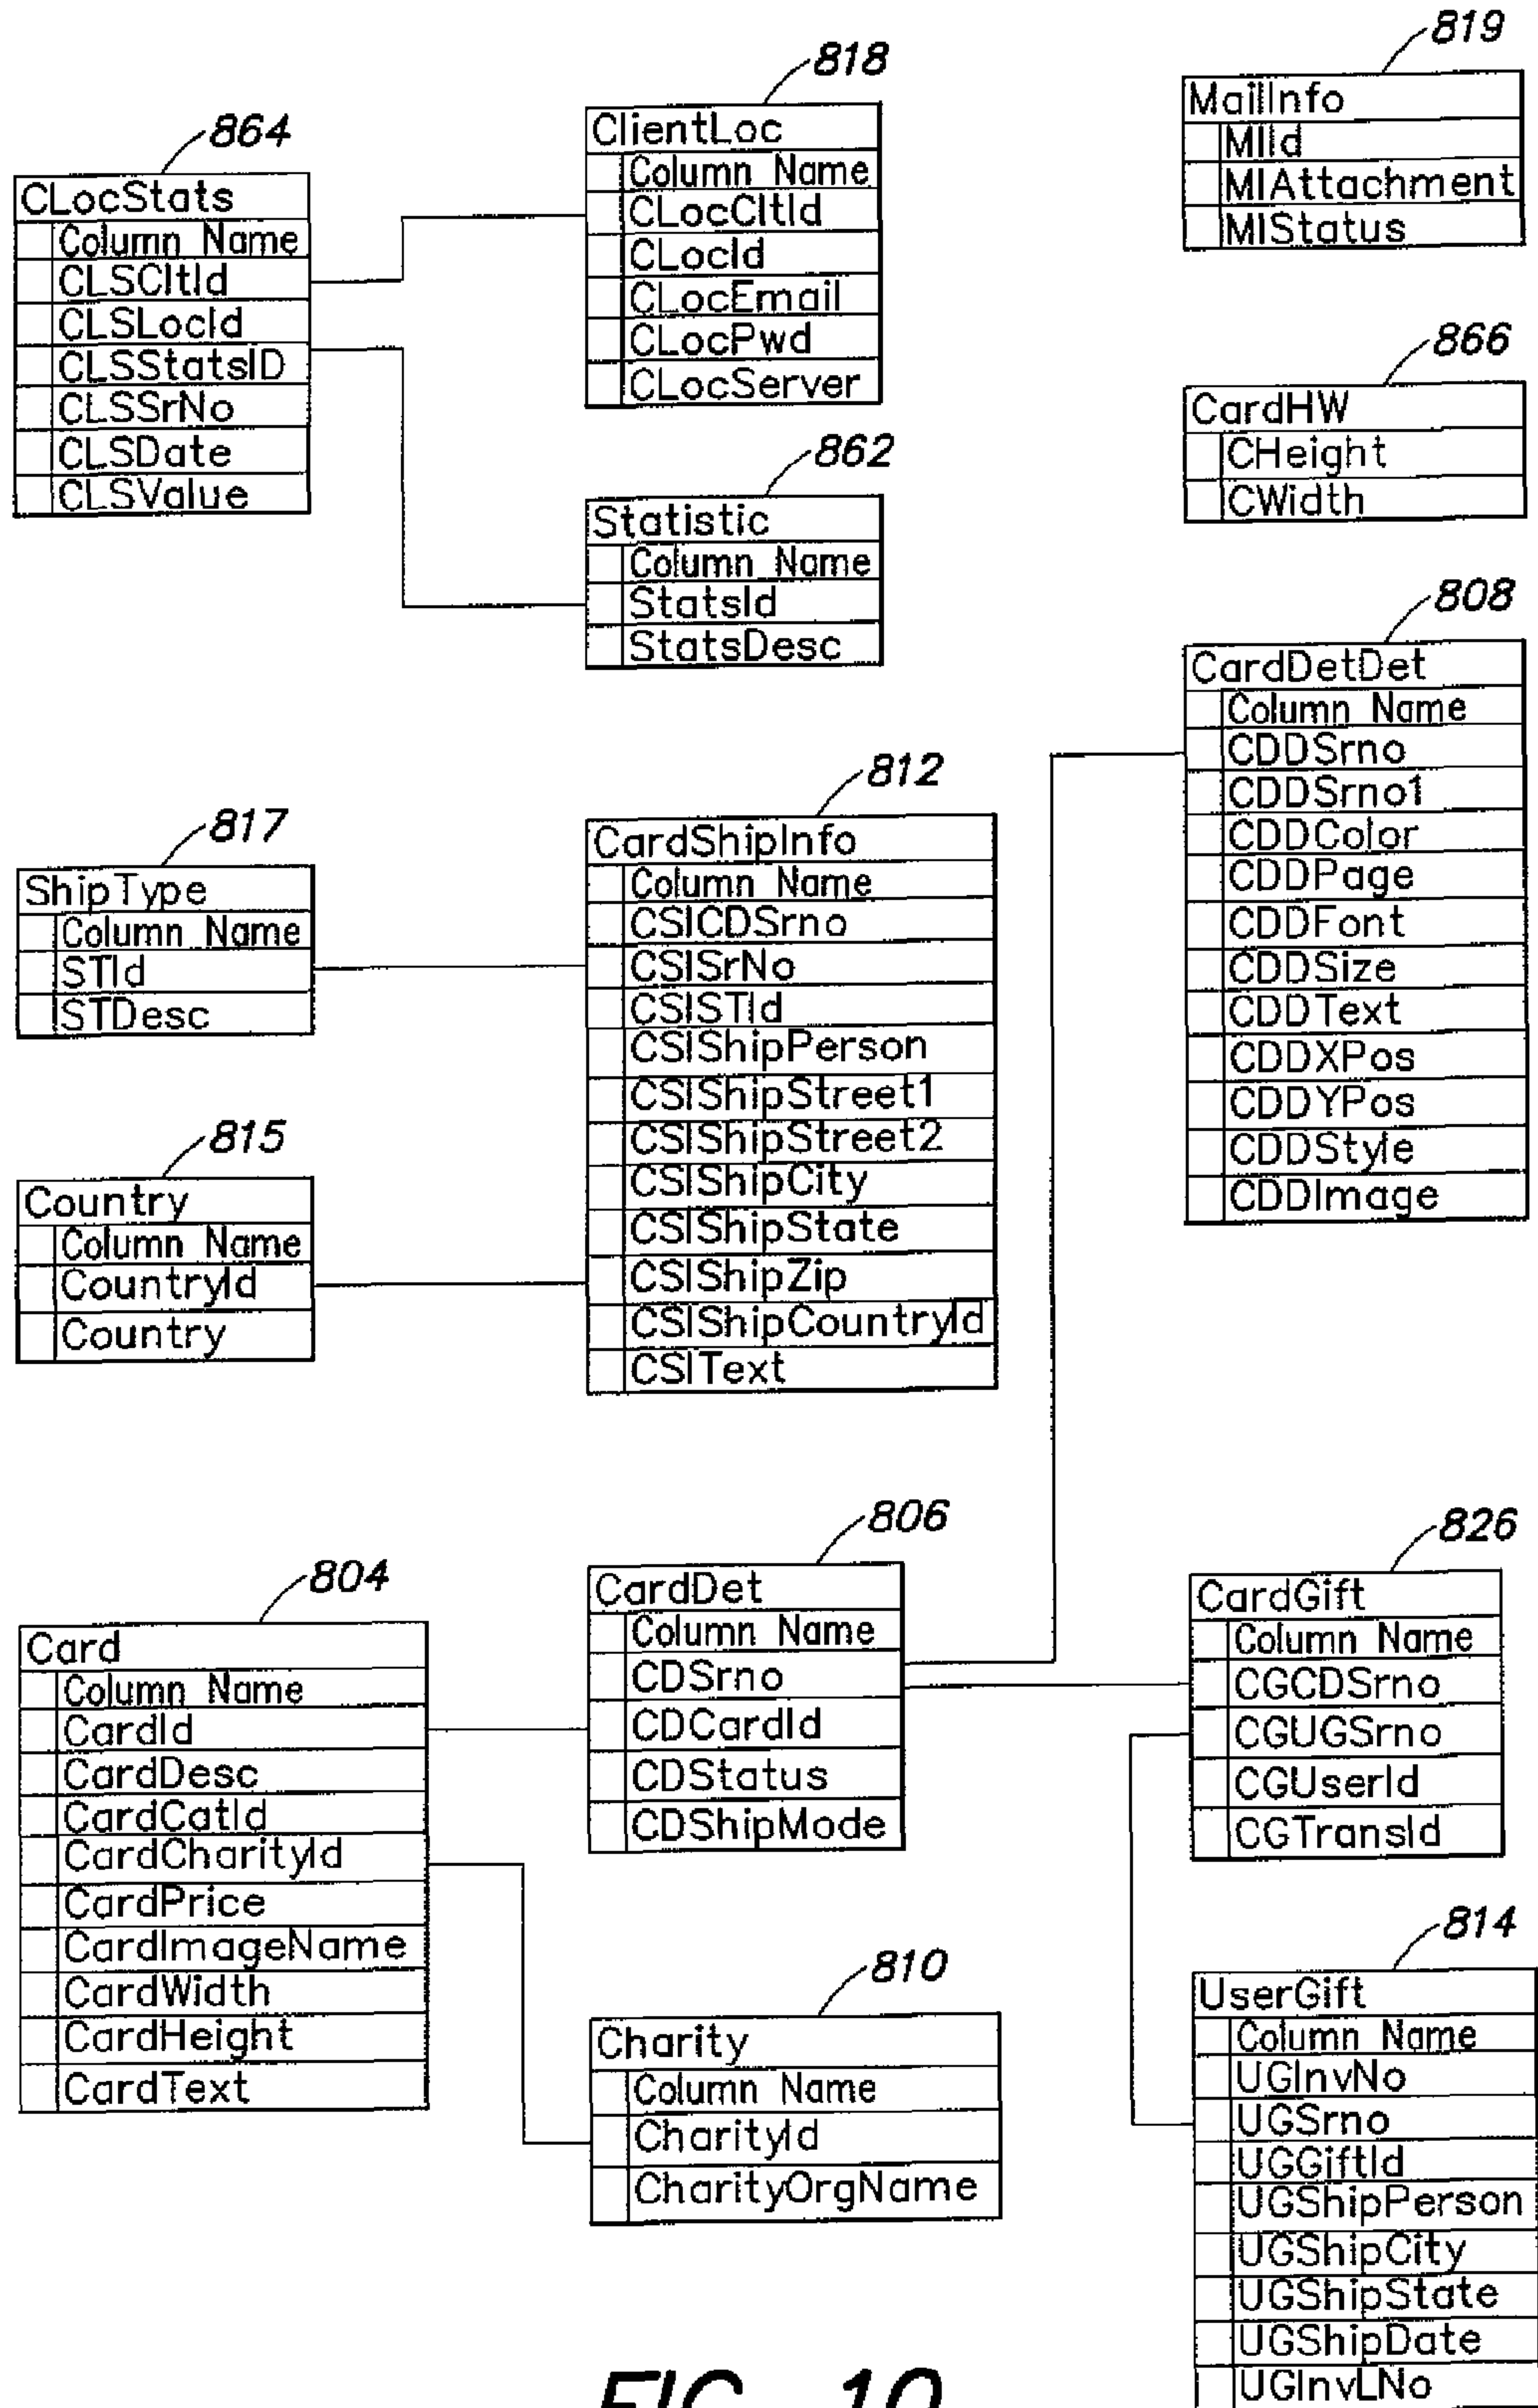 864
CLocStats
Column Name
CLSCltId
CLSLocId
CLSStatsID
CLSSrNo
CLSDate
CLSValue
818
ClientLoc
Column Name
CLocCltId
CLocId
CLocEmail
CLocPwd
CLocServer
819
MailInfo
MIId
MIAttachment
MIStatus
866
CardHW
CHeight
CWidth
862
Statistic
Column Name
StatsId
StatsDesc
808
CardDetDet
Column Name
CDDSrno
CDDSrno1
CDDColor
CDDPage
CDDFont
CDDSize
CDDText
CDDXPos
CDDYPos
CDDStyle
CDDImage
817
ShipType
Column Name
STId
STDesc
812
CardShipInfo
Column Name
CSICDSrno
CSISrNo
CSISTId
CSIShipPerson
CSIShipStreet1
CSIShipStreet2
CSIShipCity
CSIShipState
CSIShipZip
CSIShipCountryId
CSIText
815
Country
Column Name
CountryId
Country
804
Card
Column Name
CardId
CardDesc
CardCatId
CardCharityId
CardPrice
CardImageName
CardWidth
CardHeight
CardText
806
CardDet
Column Name
CDSrno
CDCardId
CDStatus
CDShipMode
826
CardGift
Column Name
CGCDSrno
CGUGSrno
CGUserId
CGTransId
810
Charity
Column Name
CharityId
CharityOrgName
814
UserGift
Column Name
UGInvNo
UGSrno
UGGiftId
UGShipPerson
UGShipCity
UGShipState
UGShipDate
UGInvLNo
FIG. 10